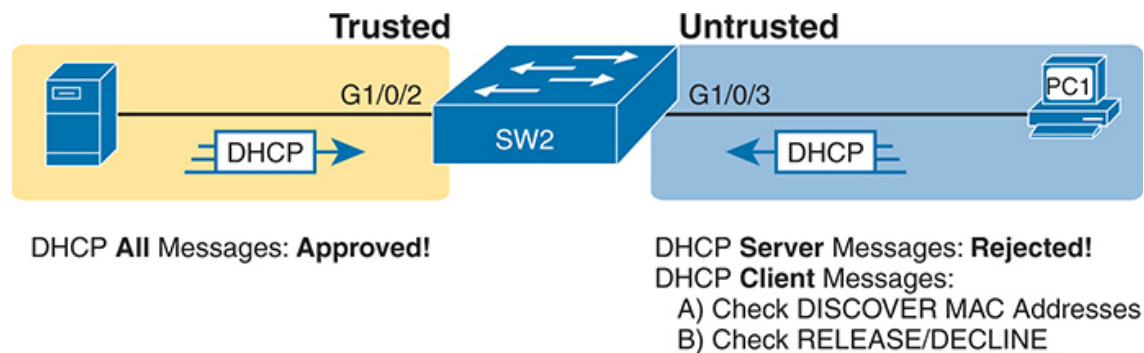 Trusted
Untrusted
G1/0/2
G1/0/3
PC1
SW2
DHCP
DHCP
DHCP All Messages: Approved!
DHCP Server Messages: Rejected!
DHCP Client Messages:
A) Check DISCOVER MAC Addresses
B) Check RELEASE/DECLINE